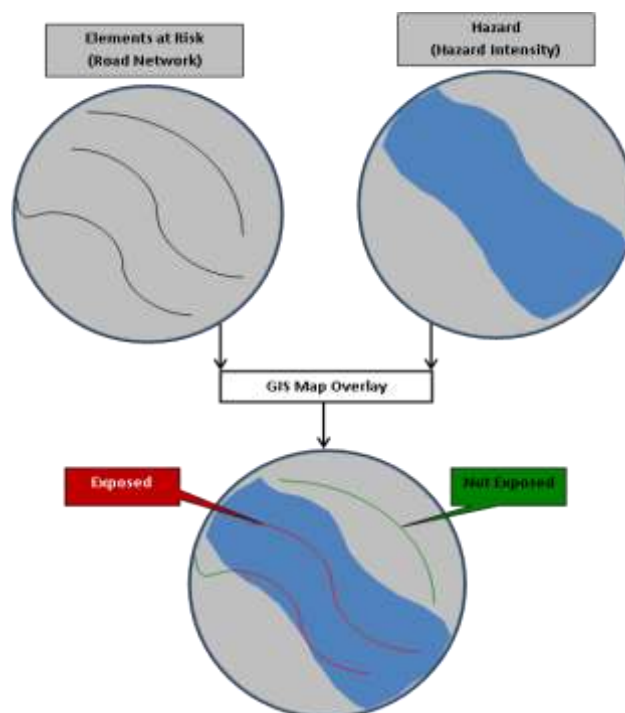 Elements at Risk
(Road Network)
Hazard
(Hazard Intensity)
GIS Map Overlay
Exposed
Not Exposed